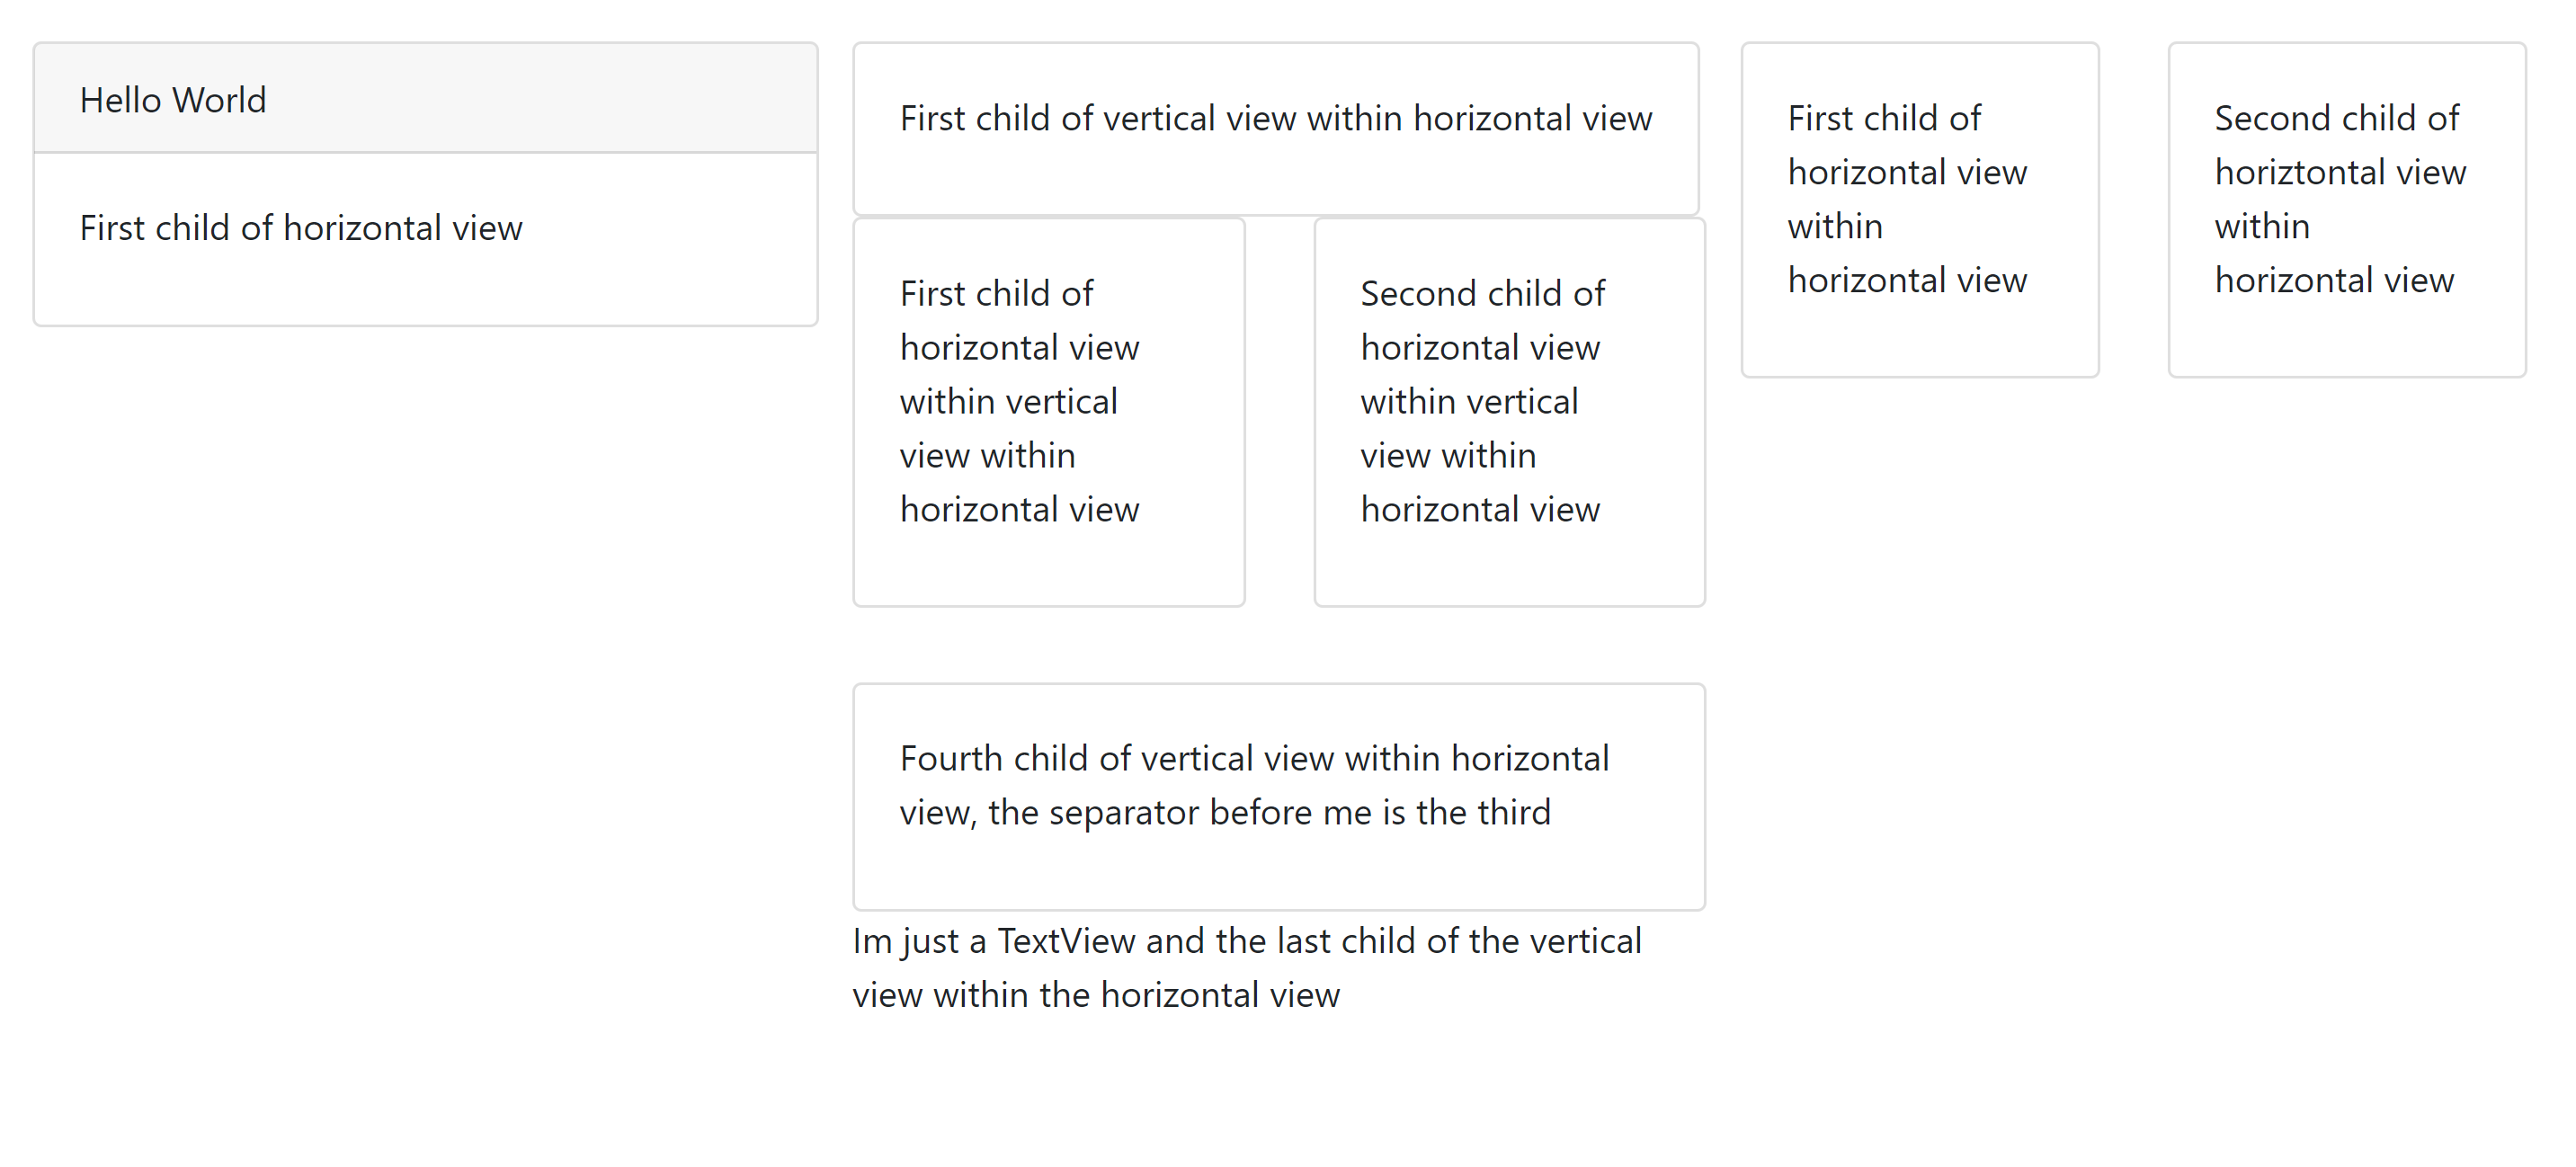 Hello World
First child of horizontal view
First child of vertical view within horizontal view
First child of
horizontal view
within vertical
view within
horizontal view
Second child of
horizontal view
within vertical
view within
horizontal view
Fourth child of vertical view within horizontal
view, the separator before me is the third
Im just a TextView and the last child of the vertical
view within the horizontal view
First child of
horizontal view
within
horizontal view
Second child of
horiztontal view
within
horizontal view